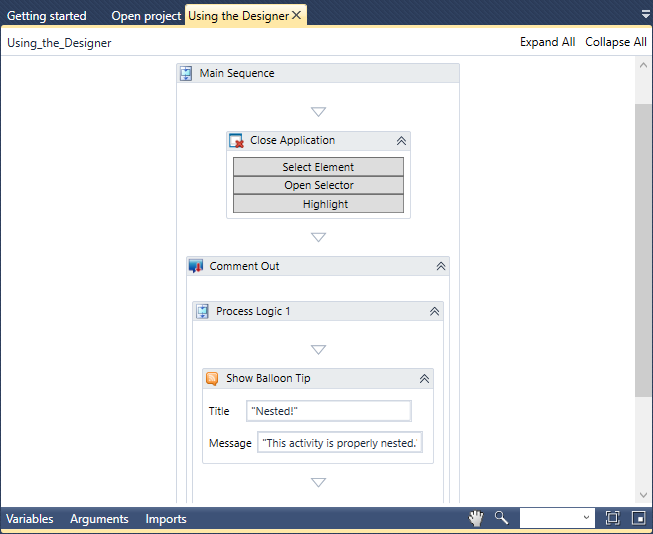 Getting started Open project Using the Designer
Using_the_Designer Expand All Collapse All
Main Sequence
Close Application
Select Element
Open Selector
Highlight
Comment Out
Process Logic 1
Show Balloon Tip
Title "Nested!"
Message "This activity is properly nested.
Variables Arguments Imports